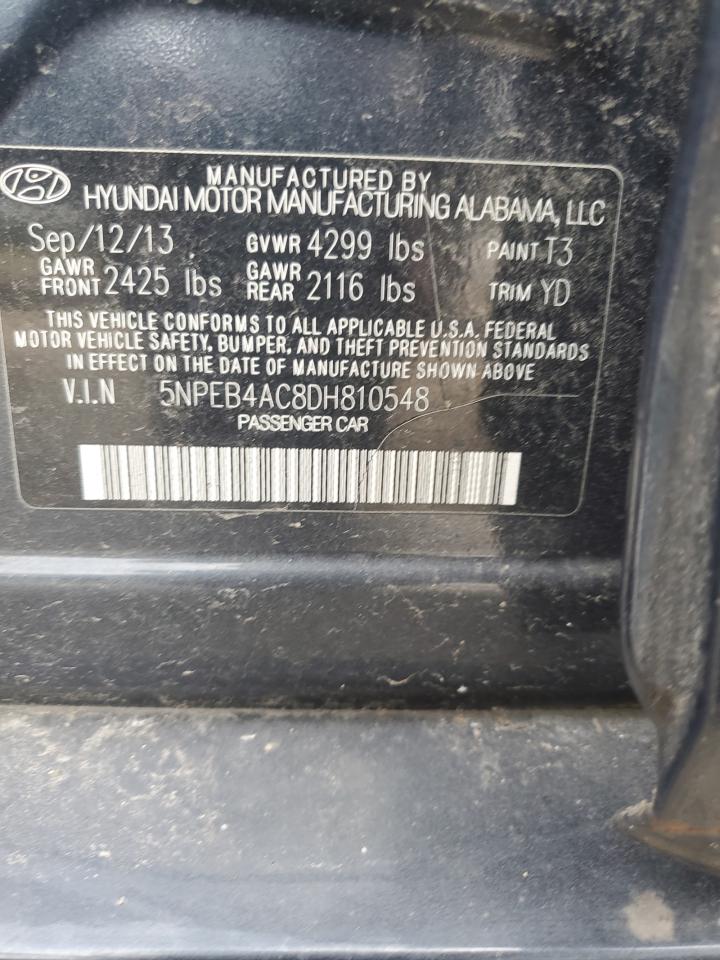 MANUFACTURED BY
HYUNDAI MOTOR MANUFACTURING ALABAMA, LLC
Sep/12/13 GVWR 4299 lbs PAINT T3
GAWR FRONT 2425 lbs GAWR REAR 2116 lbs TRIM YD
THIS VEHICLE CONFORMS TO ALL APPLICABLE U.S.A. FEDERAL
MOTOR VEHICLE SAFETY, BUMPER, AND THEFT PREVENTION STANDARDS
IN EFFECT ON THE DATE OF MANUFACTURE SHOWN ABOVE
V.I.N 5NPEB4AC8DH810548
PASSENGER CAR